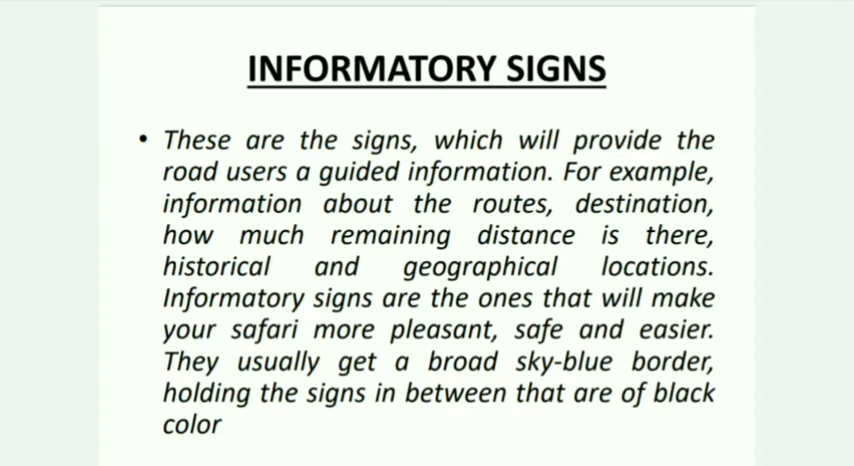 INFORMATORY SIGNS
• These are the signs, which will provide the
road users a guided information. For example,
information about the routes, destination,
how much remaining distance is there,
historical and geographical locations.
Informatory signs are the ones that will make
your safari more pleasant, safe and easier.
They usually get a broad sky-blue border,
holding the signs in between that are of black
color